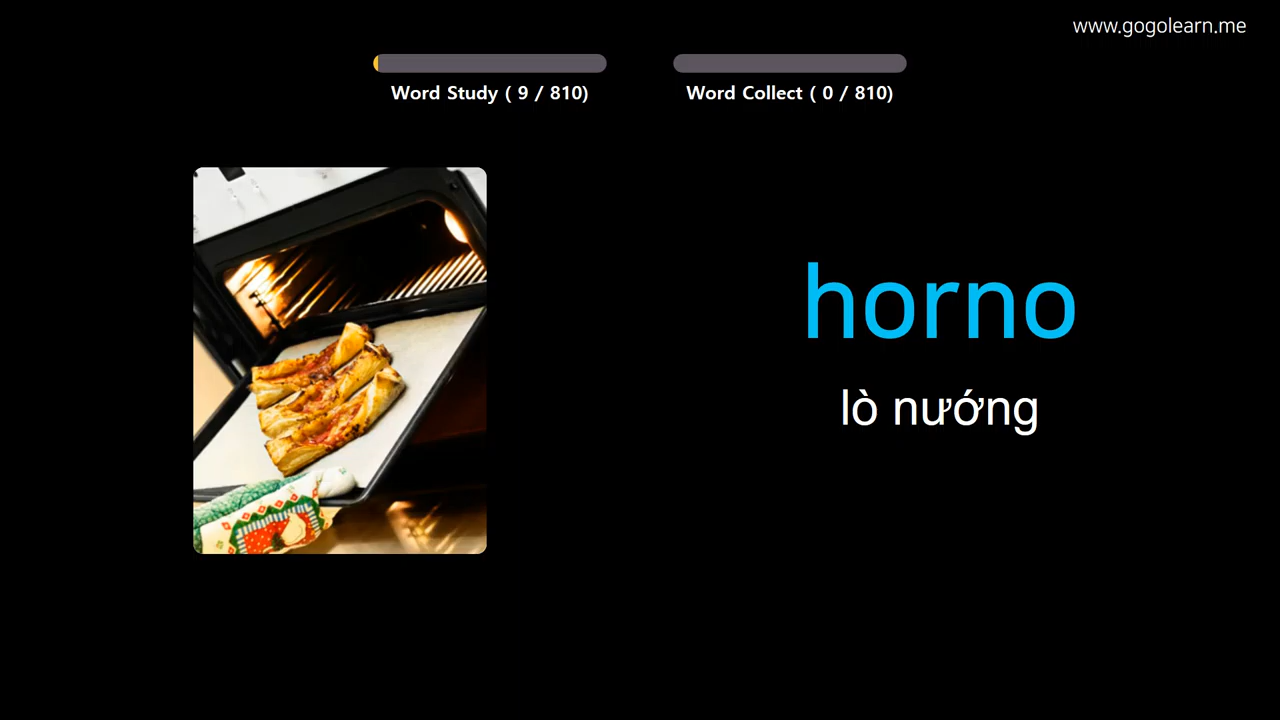 www.gogolearn.me
Word Study ( 9 / 810)
Word Collect ( 0 / 810)
horno
lò nướng